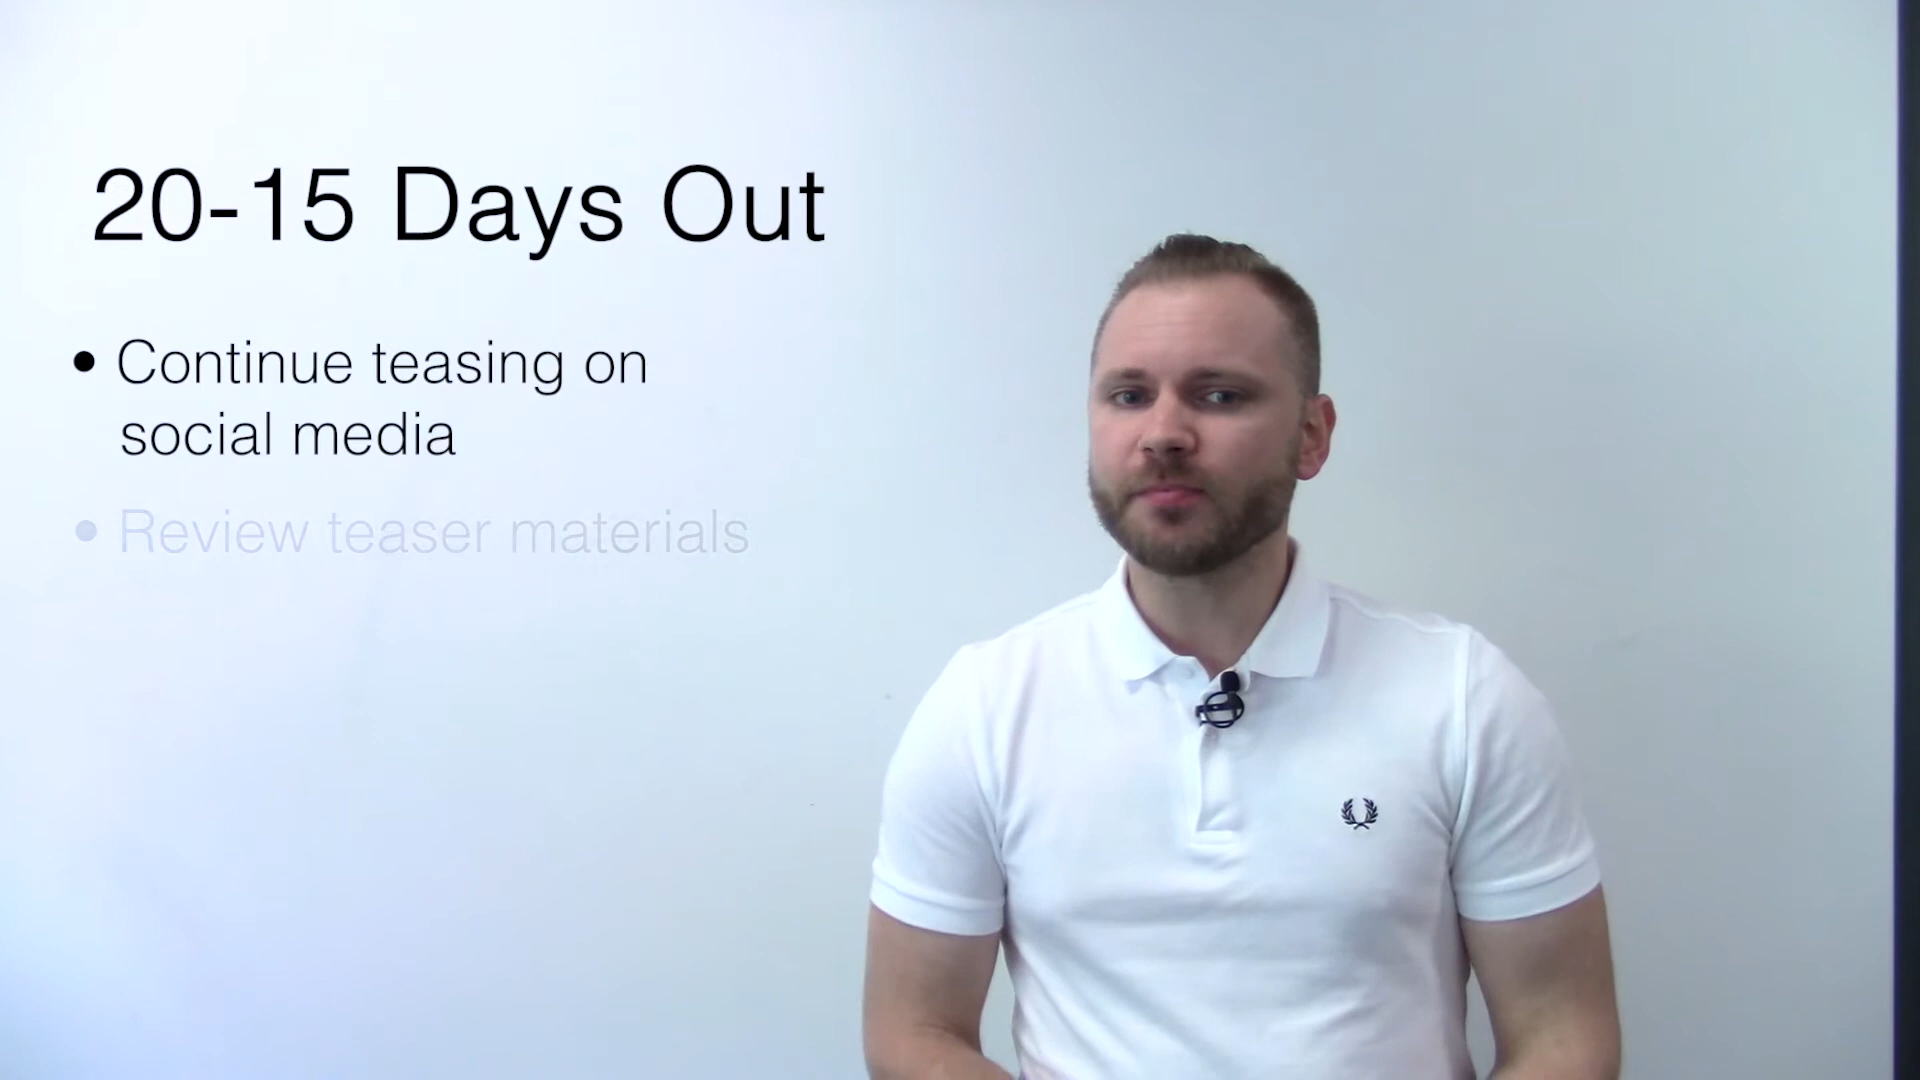 20-15 Days Out
• Continue teasing on
social media
• Review teaser materials